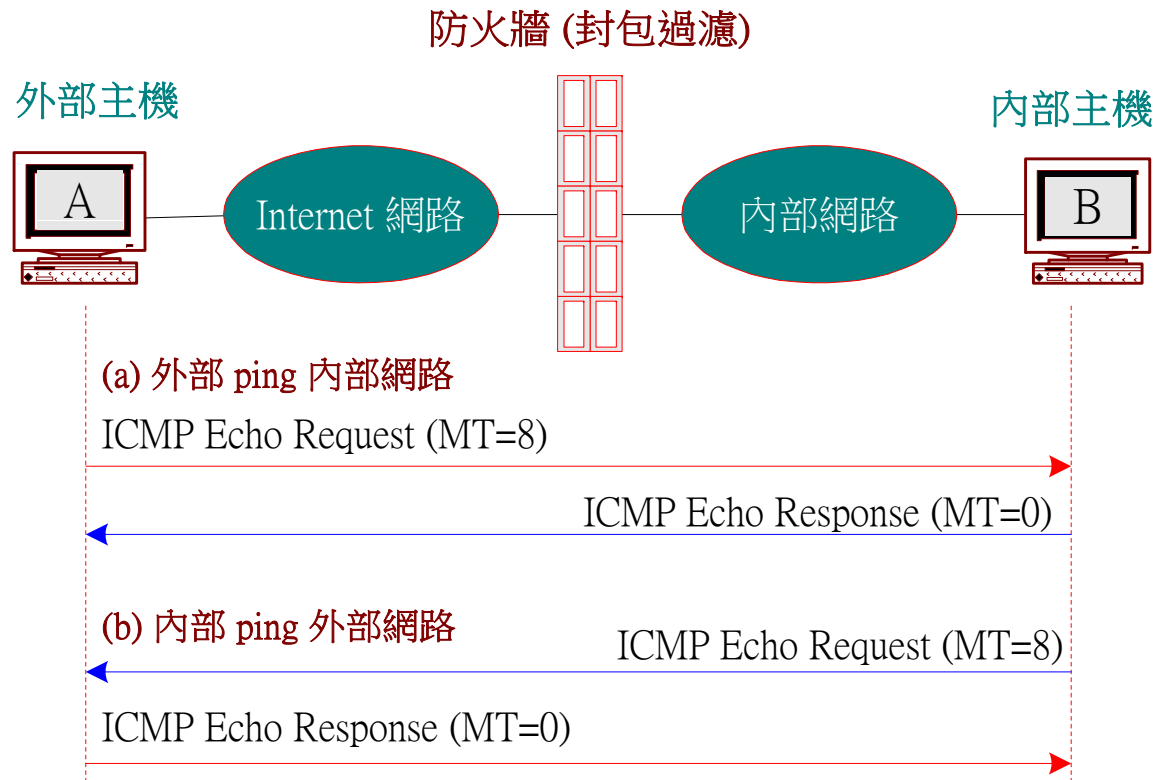 防火牆 (封包過濾)
外部主機
內部主機
A
Internet 網路
內部網路
B
(a) 外部 ping 內部網路
ICMP Echo Request (MT=8)
ICMP Echo Response (MT=0)
(b) 內部 ping 外部網路
ICMP Echo Request (MT=8)
ICMP Echo Response (MT=0)